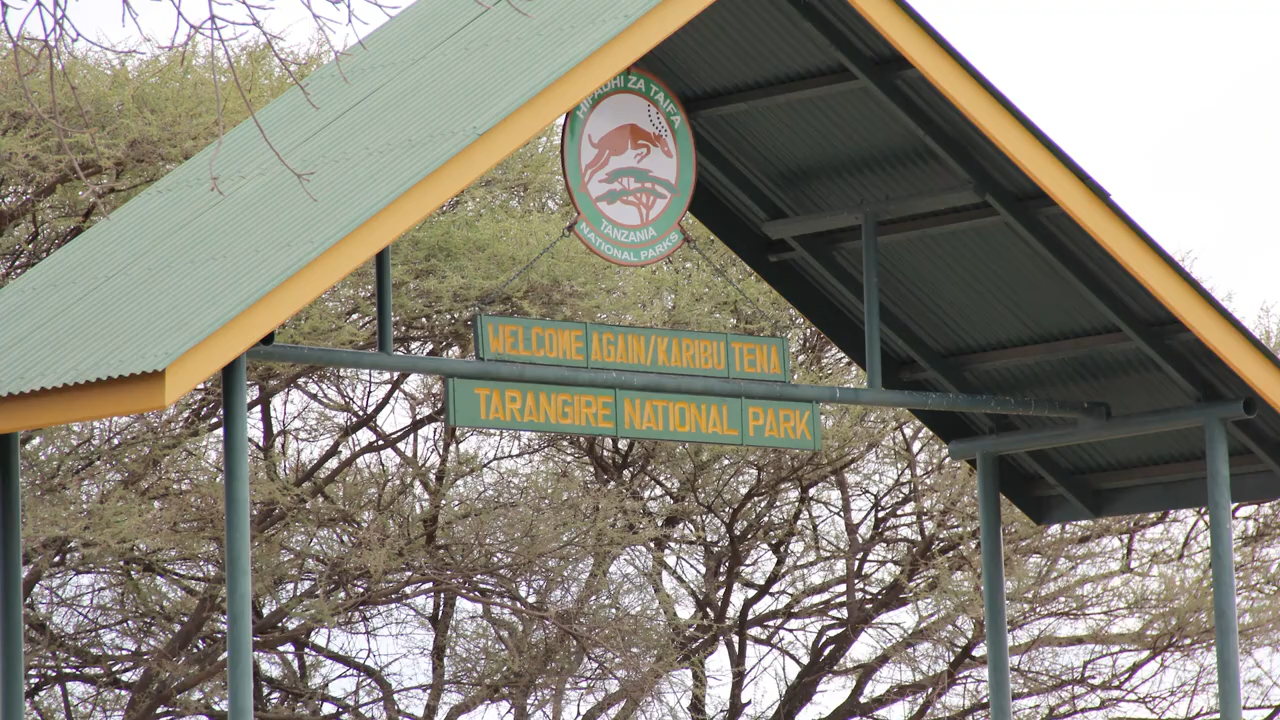 HIFADHI ZA TAIFA
TANZANIA
NATIONAL PARKS
WELCOME AGAIN/KARIBU TENA
TARANGIRE NATIONAL PARK